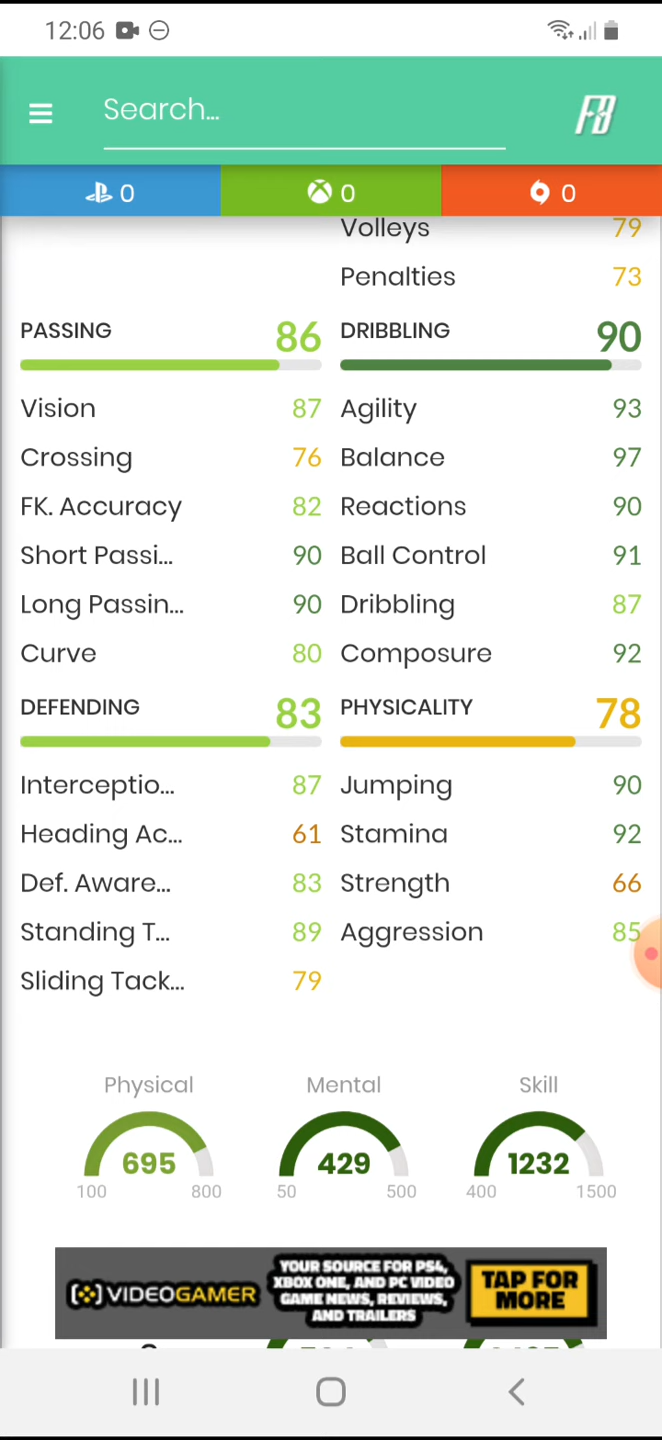 12:06
Search...
FB
0 0 0
Volleys 79
Penalties 73
PASSING 86 DRIBBLING 90
Vision 87 Agility 93
Crossing 76 Balance 97
FK. Accuracy 82 Reactions 90
Short Passi... 90 Ball Control 91
Long Passin... 90 Dribbling 87
Curve 80 Composure 92
DEFENDING 83 PHYSICALITY 78
Interceptio... 87 Jumping 90
Heading Ac... 61 Stamina 92
Def. Aware... 83 Strength 66
Standing T... 89 Aggression 85
Sliding Tack... 79
Physical Mental Skill
695 429 1232
100 800 50 500 400 1500
VIDEOGAMER
YOUR SOURCE FOR PS4,
XBOX ONE, AND PC VIDEO
GAME NEWS, REVIEWS,
AND TRAILERS
TAP FOR
MORE